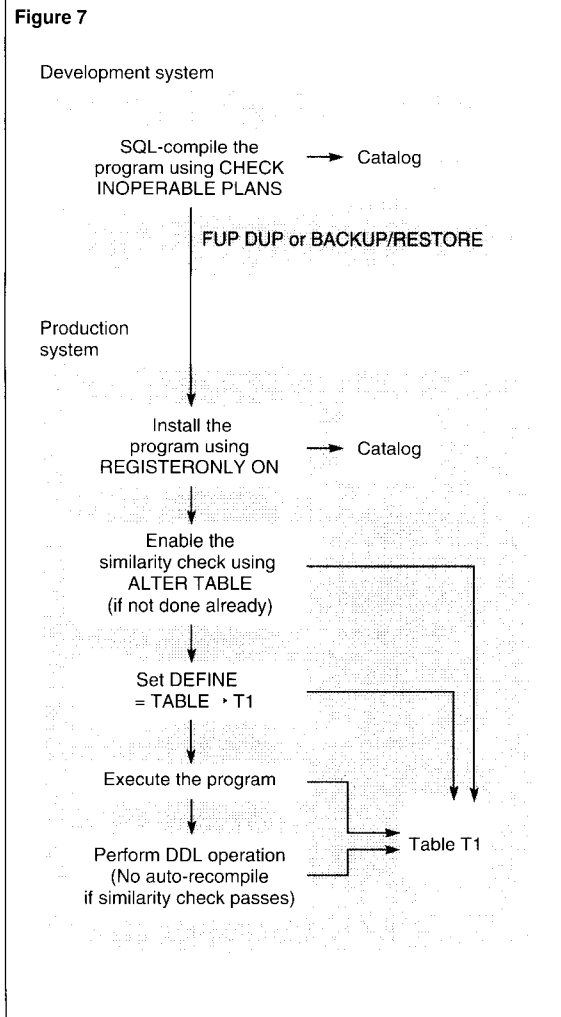 Figure 7
Development system
SQL-compile the
program using CHECK
INOPERABLE PLANS
Catalog
FUP DUP or BACKUP/RESTORE
Production
system
Install the
program using
REGISTERONLY ON
Catalog
Enable the
similarity check using
ALTER TABLE
(if not done already)
Set DEFINE
= TABLE → T1
Execute the program
Table T1
Perform DDL operation
(No auto-recompile
if similarity check passes)